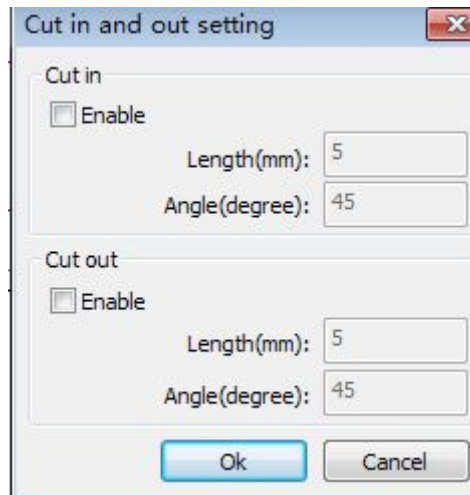 Cut in and out setting
Cut in
Enable
Length(mm): 5
Angle(degree): 45
Cut out
Enable
Length(mm): 5
Angle(degree): 45
Ok Cancel